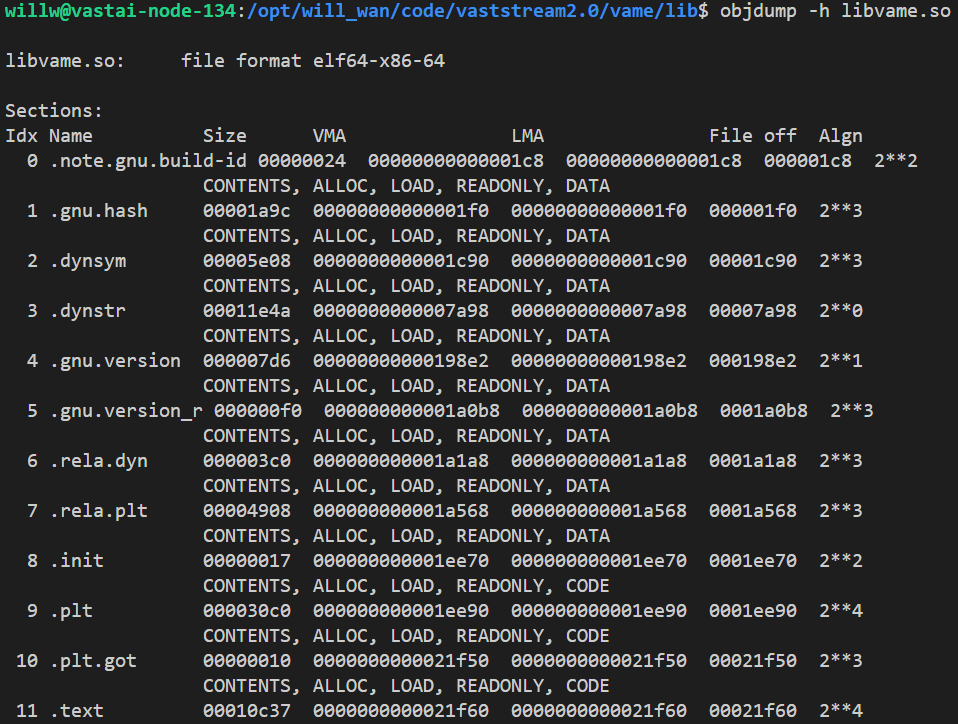 willw@vastai-node-134:/opt/will_wan/code/vaststream2.0/vame/lib$ objdump -h libvame.so

libvame.so:     file format elf64-x86-64

Sections:
Idx Name          Size      VMA               LMA               File off  Algn
  0 .note.gnu.build-id 00000024  00000000000001c8  00000000000001c8  000001c8  2**2
                  CONTENTS, ALLOC, LOAD, READONLY, DATA
  1 .gnu.hash     00001a9c  00000000000001f0  00000000000001f0  000001f0  2**3
                  CONTENTS, ALLOC, LOAD, READONLY, DATA
  2 .dynsym       00005e08  0000000000001c90  0000000000001c90  00001c90  2**3
                  CONTENTS, ALLOC, LOAD, READONLY, DATA
  3 .dynstr       00011e4a  0000000000007a98  0000000000007a98  00007a98  2**0
                  CONTENTS, ALLOC, LOAD, READONLY, DATA
  4 .gnu.version  000007d6  00000000000198e2  00000000000198e2  000198e2  2**1
                  CONTENTS, ALLOC, LOAD, READONLY, DATA
  5 .gnu.version_r 000000f0  000000000001a0b8  000000000001a0b8  0001a0b8  2**3
                  CONTENTS, ALLOC, LOAD, READONLY, DATA
  6 .rela.dyn     000003c0  000000000001a1a8  000000000001a1a8  0001a1a8  2**3
                  CONTENTS, ALLOC, LOAD, READONLY, DATA
  7 .rela.plt     00004908  000000000001a568  000000000001a568  0001a568  2**3
                  CONTENTS, ALLOC, LOAD, READONLY, DATA
  8 .init         00000017  000000000001ee70  000000000001ee70  0001ee70  2**2
                  CONTENTS, ALLOC, LOAD, READONLY, CODE
  9 .plt          000030c0  000000000001ee90  000000000001ee90  0001ee90  2**4
                  CONTENTS, ALLOC, LOAD, READONLY, CODE
 10 .plt.got      00000010  0000000000021f50  0000000000021f50  00021f50  2**3
                  CONTENTS, ALLOC, LOAD, READONLY, CODE
 11 .text         00010c37  0000000000021f60  0000000000021f60  00021f60  2**4